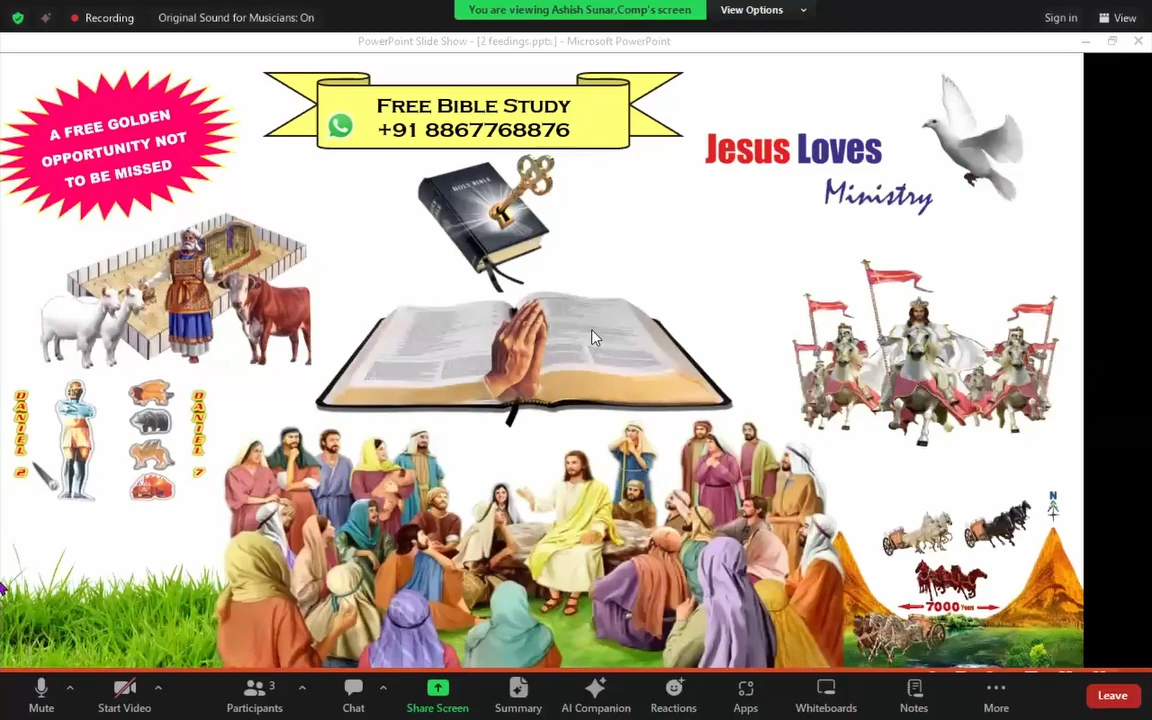 Recording
Original Sound for Musicians: On
You are viewing Ashish Sunar,Comp's screen
View Options
Sign in
View
PowerPoint Slide Show - [2 feedings.pptx] - Microsoft PowerPoint
A FREE GOLDEN
OPPORTUNITY NOT
TO BE MISSED
FREE BIBLE STUDY
+91 8867768876
Jesus Loves
Ministry
HOLY BIBLE
DANIEL 2
DANIEL 7
N
7000 Years
Mute
Start Video
Participants
3
Chat
Share Screen
Summary
AI Companion
Reactions
Apps
Whiteboards
Notes
More
Leave